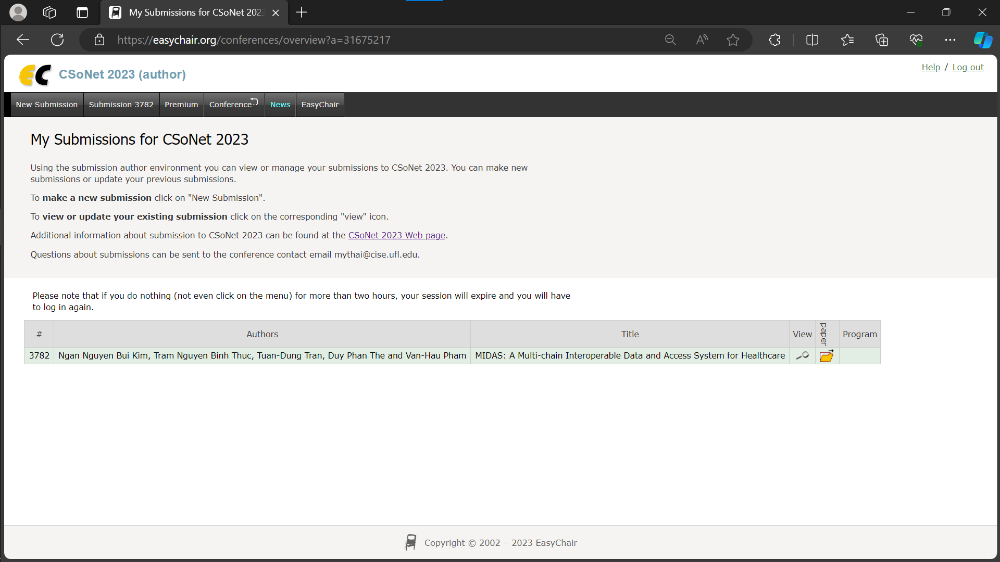 My Submissions for CSoNet 202
https://easychair.org/conferences/overview?a=31675217
EC CSoNet 2023 (author)
Help / Log out
New Submission Submission 3782 Premium Conference News EasyChair
My Submissions for CSoNet 2023
Using the submission author environment you can view or manage your submissions to CSoNet 2023. You can make new
submissions or update your previous submissions.
To make a new submission click on "New Submission".
To view or update your existing submission click on the corresponding "view" icon.
Additional information about submission to CSoNet 2023 can be found at the CSoNet 2023 Web page.
Questions about submissions can be sent to the conference contact email mythai@cise.ufl.edu.
Please note that if you do nothing (not even click on the menu) for more than two hours, your session will expire and you will have
to log in again.
# Authors Title View paper Program
3782 Ngan Nguyen Bui Kim, Tram Nguyen Binh Thuc, Tuan-Dung Tran, Duy Phan The and Van-Hau Pham MIDAS: A Multi-chain Interoperable Data and Access System for Healthcare
Copyright © 2002 – 2023 EasyChair